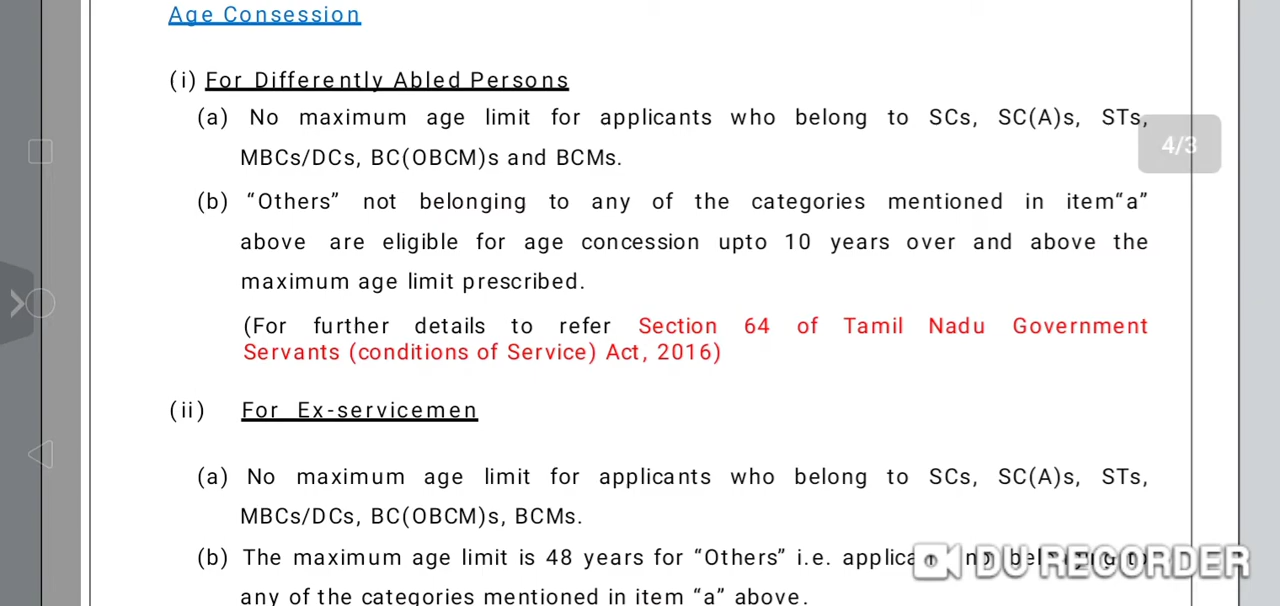 Age Consession
(i) For Differently Abled Persons
(a) No maximum age limit for applicants who belong to SCs, SC(A)s, STs,
4/3
MBCs/DCs, BC(OBCM)s and BCMs.
(b) “Others” not belonging to any of the categories mentioned in item“a”
above are eligible for age concession upto 10 years over and above the
maximum age limit prescribed.
(For further details to refer Section 64 of Tamil Nadu Government
Servants (conditions of Service) Act, 2016)
(ii) For Ex-servicemen
(a) No maximum age limit for applicants who belong to SCs, SC(A)s, STs,
MBCs/DCs, BC(OBCM)s, BCMs.
(b) The maximum age limit is 48 years for “Others” i.e.
DU RECORDER
any of the categories mentioned in item “a” above.